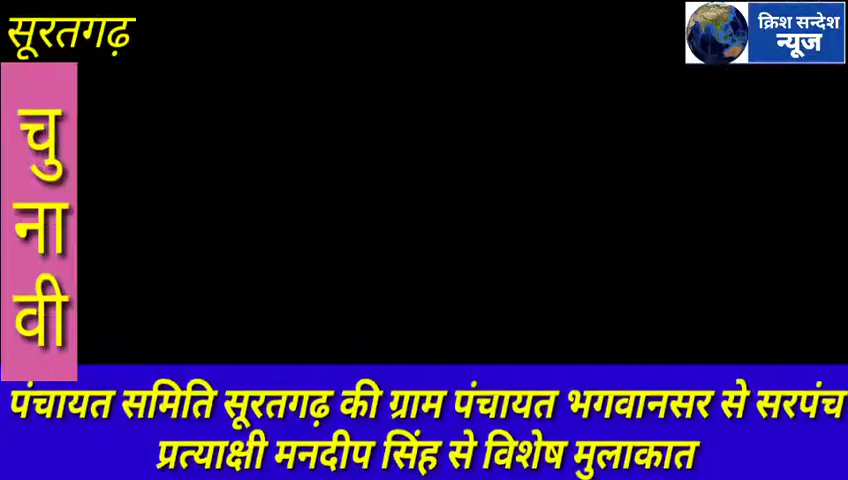 सूरतगढ़
क्रिश सन्देश
न्यूज
चु
ना
वी
पंचायत समिति सूरतगढ़ की ग्राम पंचायत भगवानसर से सरपंच
प्रत्याक्षी मनदीप सिंह से विशेष मुलाकात